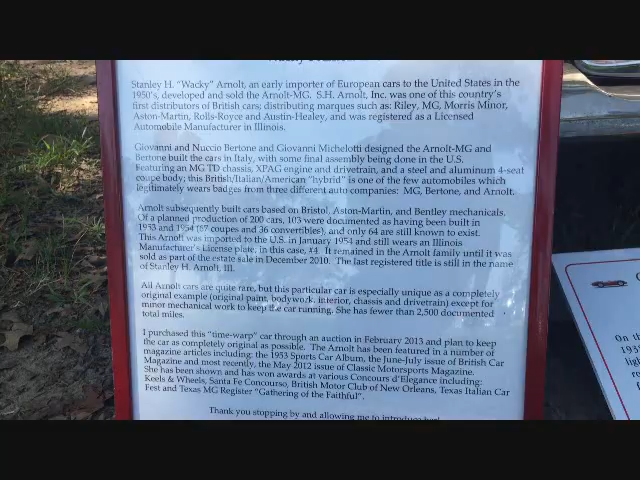 Stanley H. "Wacky" Arnolt, an early importer of European cars to the United States in the
1950's, developed and sold the Arnolt-MG. S.H. Arnolt, Inc. was one of this country's
first distributors of British cars; distributing marques such as: Riley, MG, Morris Minor,
Aston-Martin, Rolls-Royce and Austin-Healey, and was registered as a Licensed
Automobile Manufacturer in Illinois.
Giovanni and Nuccio Bertone and Giovanni Michelotti designed the Arnolt-MG and
Bertone built the cars in Italy, with some final assembly being done in the U.S.
Featuring an MG TD chassis, XPAG engine and drivetrain, and a steel and aluminum 4-seat
coupe body; this British/Italian/American "hybrid" is one of the few automobiles which
legitimately wears badges from three different auto companies: MG, Bertone, and Arnolt.
Arnolt subsequently built cars based on Bristol, Aston-Martin, and Bentley mechanicals.
Of a planned production of 200 cars, 103 were documented as having been built in
1953 and 1954 (67 coupes and 36 convertibles), and only 64 are still known to exist.
This Arnolt was imported to the U.S. in January 1954 and still wears an Illinois
Manufacturer's License plate, in this case, #4. It remained in the Arnolt family until it was
sold as part of the estate sale in December 2010. The last registered title is still in the name
of Stanley H. Arnolt, III.
All Arnolt cars are quite rare, but this particular car is especially unique as a completely
original example (original paint, bodywork, interior, chassis and drivetrain) except for
minor mechanical work to keep the car running. She has fewer than 2,500 documented
total miles.
I purchased this "time-warp" car through an auction in February 2013 and plan to keep
the car as completely original as possible. The Arnolt has been featured in a number of
magazine articles including: the 1953 Sports Car Album, the June-July issue of British Car
Magazine and most recently, the May 2012 issue of Classic Motorsports Magazine.
She has been shown and has won awards at various Concours d'Elegance including:
Keels & Wheels, Santa Fe Concourso, British Motor Club of New Orleans, Texas Italian Car
Fest and Texas MG Register "Gathering of the Faithful".
Thank you stopping by and allowing me to introduce her!
On th
195
lig